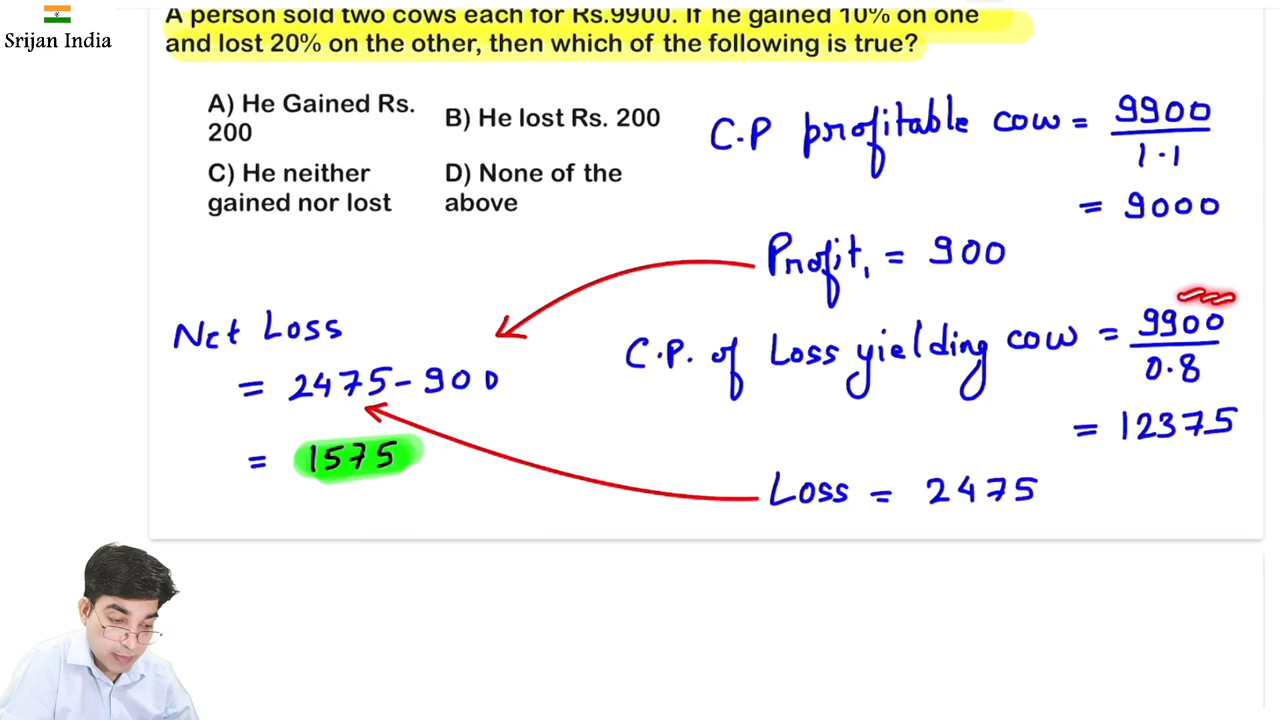 Srijan India
A person sold two cows each for Rs.9900. If he gained 10% on one
and lost 20% on the other, then which of the following is true?
A) He Gained Rs.
200
B) He lost Rs. 200
C) He neither
gained nor lost
D) None of the
above
C.P profitable cow = 9900
1.1
= 9000
Profit, = 900
C.P. of Loss yielding cow = 9900
0.8
= 12375
Loss = 2475
Net Loss
= 2475-900
= 1575